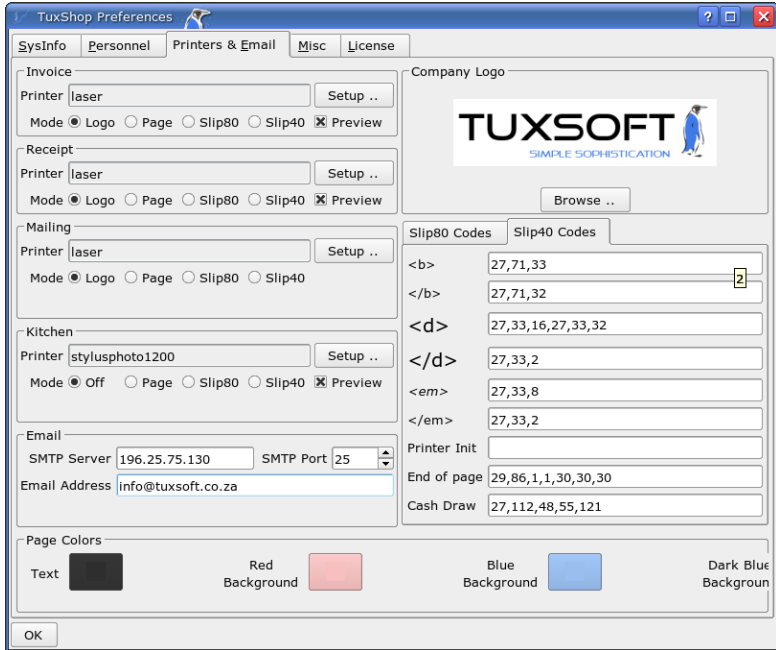 TuxShop Preferences
SysInfo Personnel Printers & Email Misc License
Invoice
Printer laser Setup ..
Mode Logo Page Slip80 Slip40 Preview
Receipt
Printer laser Setup ..
Mode Logo Page Slip80 Slip40 Preview
Mailing
Printer laser Setup ..
Mode Logo Page Slip80 Slip40
Kitchen
Printer stylusphoto1200 Setup ..
Mode Off Page Slip80 Slip40 Preview
Email
SMTP Server 196.25.75.130 SMTP Port 25
Email Address info@tuxsoft.co.za
Company Logo
TUXSOFT
SIMPLE SOPHISTICATION
Browse ..
Slip80 Codes Slip40 Codes
<b> 27,71,33
2
</b> 27,71,32
<d> 27,33,16,27,33,32
</d> 27,33,2
<em> 27,33,8
</em> 27,33,2
Printer Init
End of page 29,86,1,1,30,30,30
Cash Draw 27,112,48,55,121
Page Colors
Text
Red
Background
Blue
Background
Dark Blue
Backgroun
OK